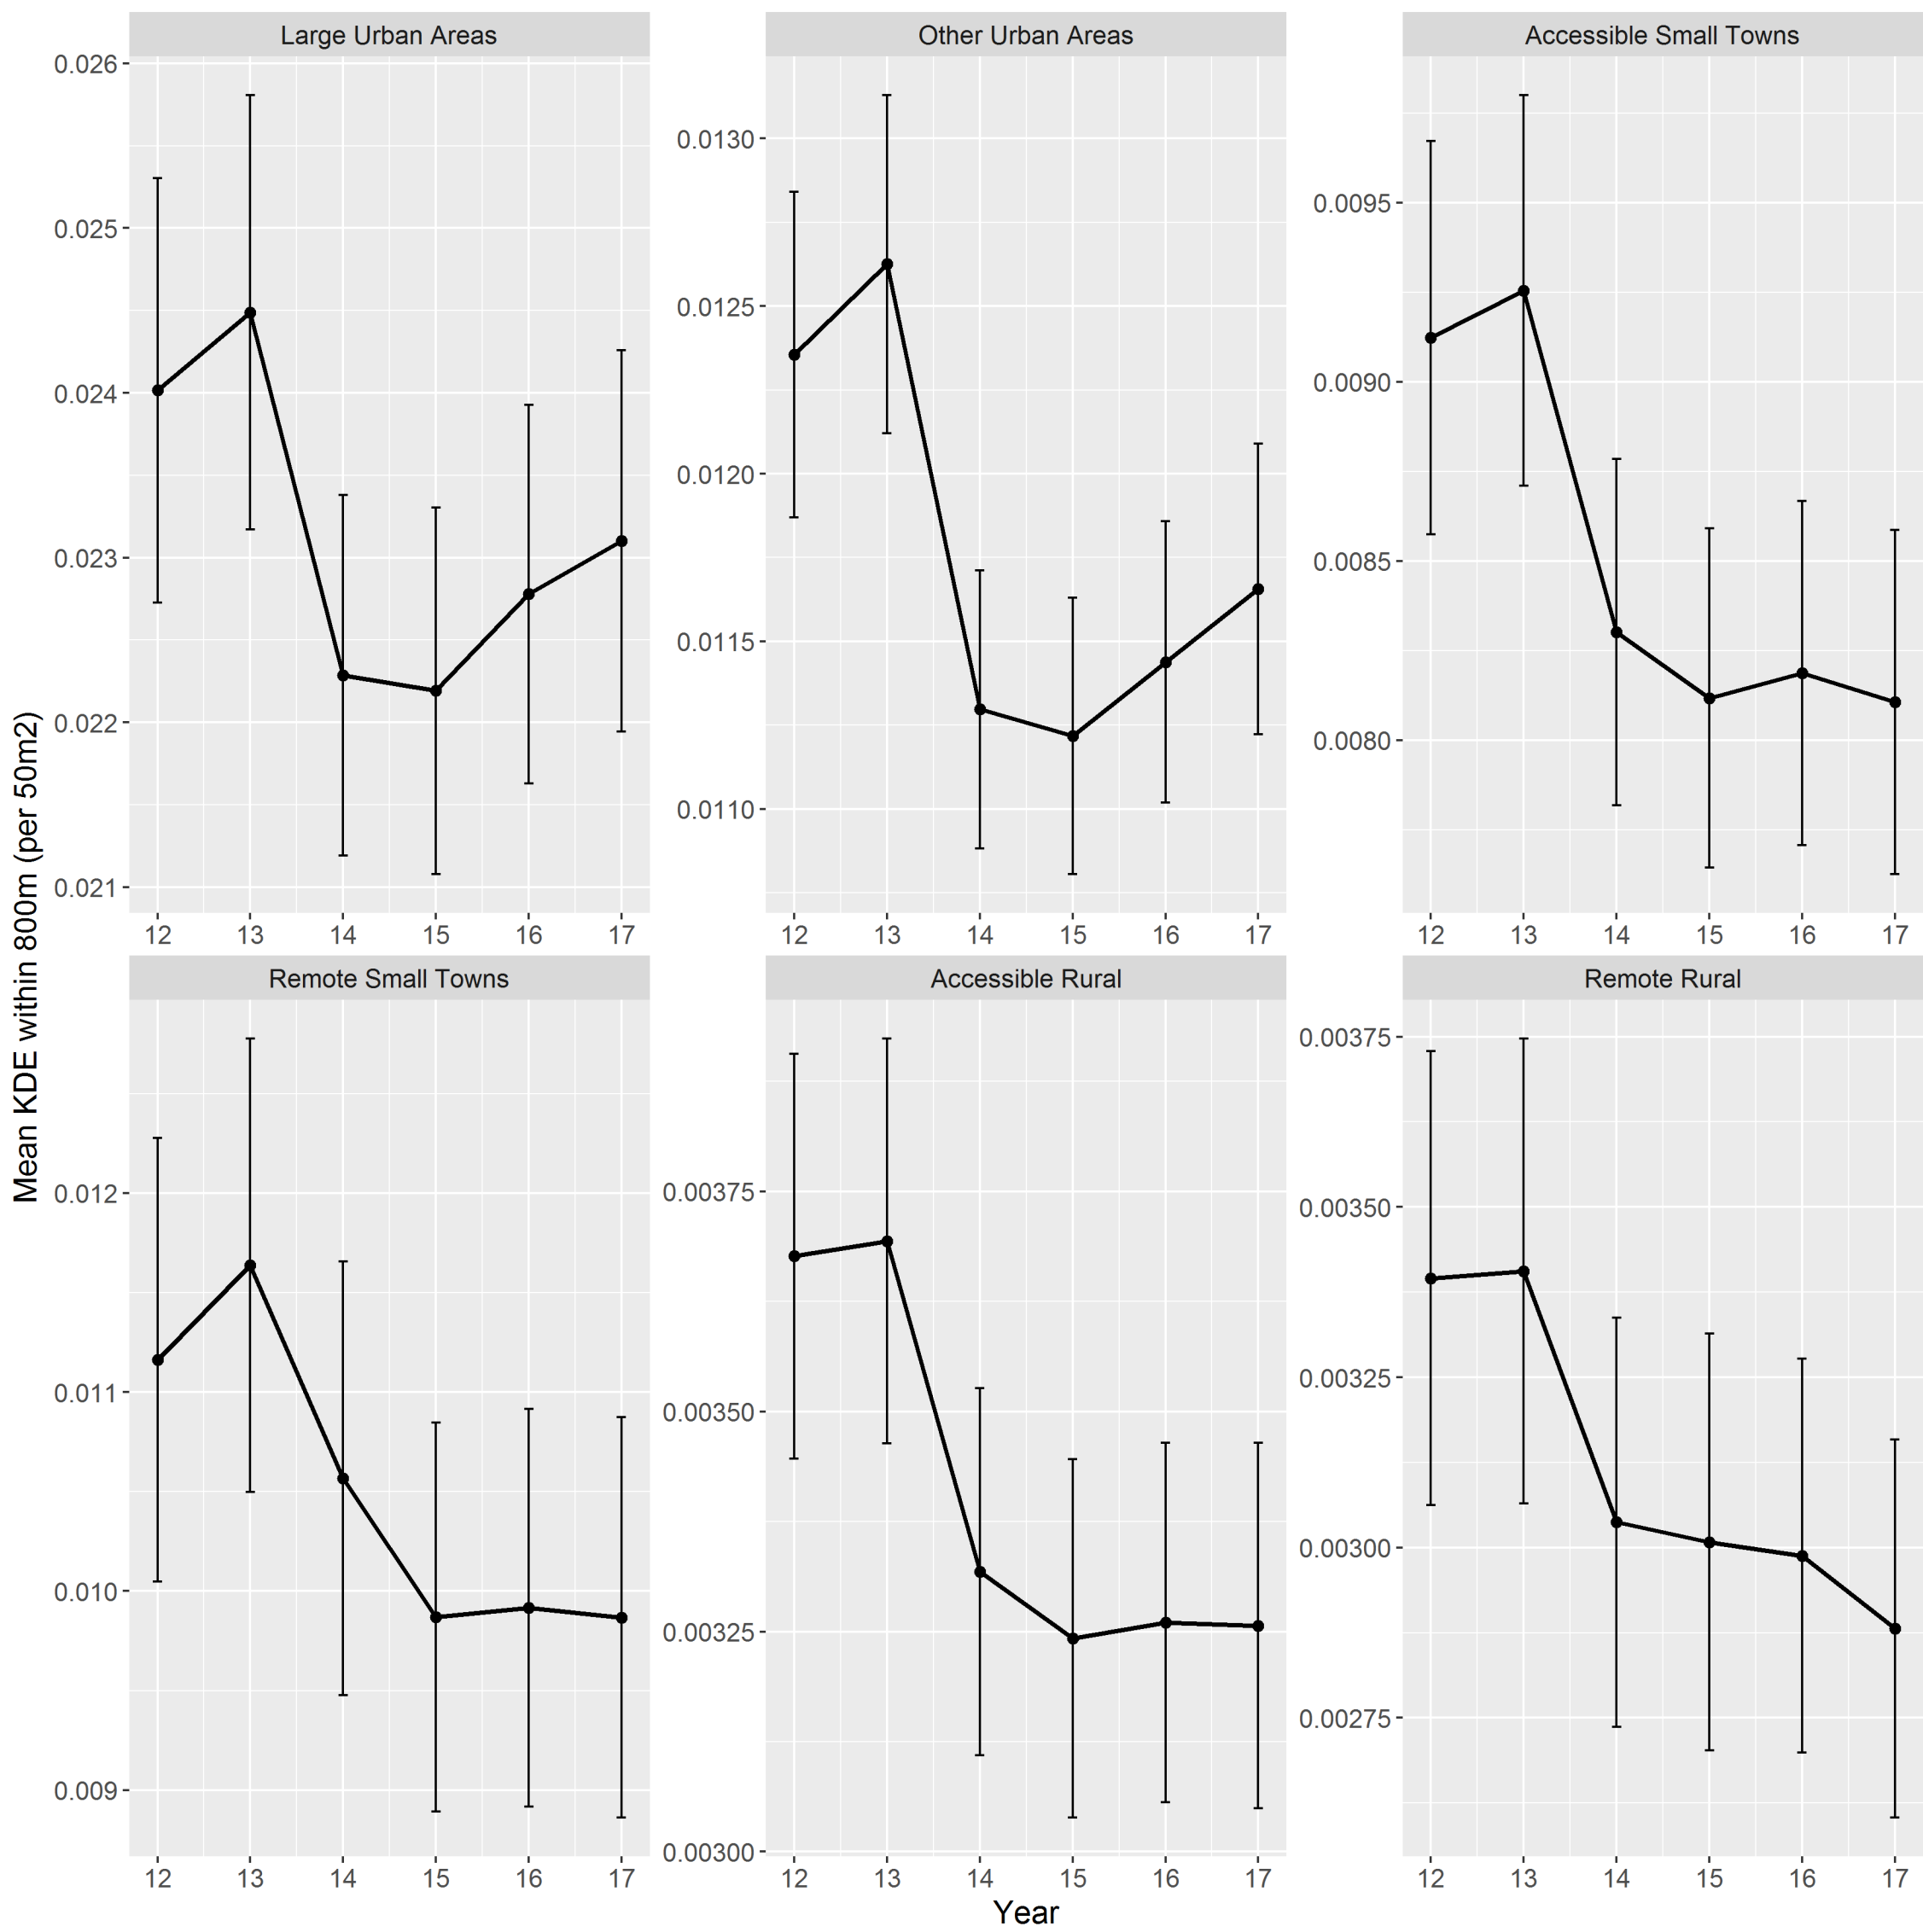 Large Urban Areas
Other Urban Areas
Accessible Small Towns
0.026
0.025
0.024
0.023
0.022
0.021
0.0130
0.0125
0.0120
0.0115
0.0110
0.0095
0.0090
0.0085
0.0080
12 13 14 15 16 17
12 13 14 15 16 17
12 13 14 15 16 17
Mean KDE within 800m (per 50m2)
Remote Small Towns
Accessible Rural
Remote Rural
0.012
0.011
0.010
0.009
0.00375
0.00350
0.00325
0.00300
0.00375
0.00350
0.00325
0.00300
0.00275
12 13 14 15 16 17
12 13 14 15 16 17
12 13 14 15 16 17
Year